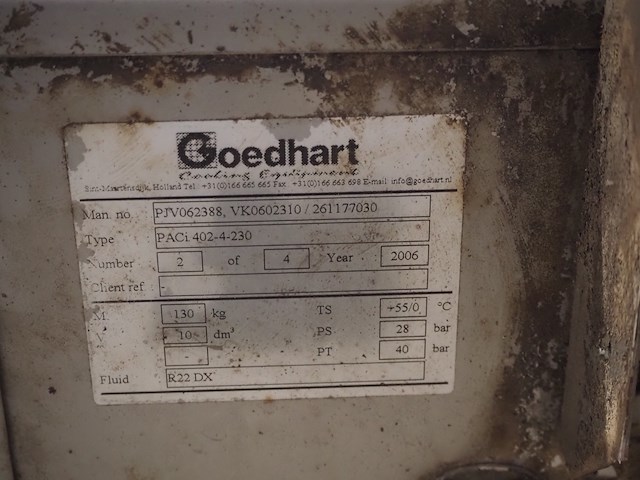 Goedhart
Cooling Equipment
Sint-Maartensdijk, Holland Tel. +31(0)166 665 665 Fax +31(0)166 663 698 E-mail info@goedhart.nl
Man. no. PJV062388, VK0602310 / 261177030
Type PACi 402-4-230
Number 2 of 4 Year 2006
Client ref. -
M. 130 kg TS +55/0 °C
V 10 dm³ PS 28 bar
- PT 40 bar
Fluid R22 DX